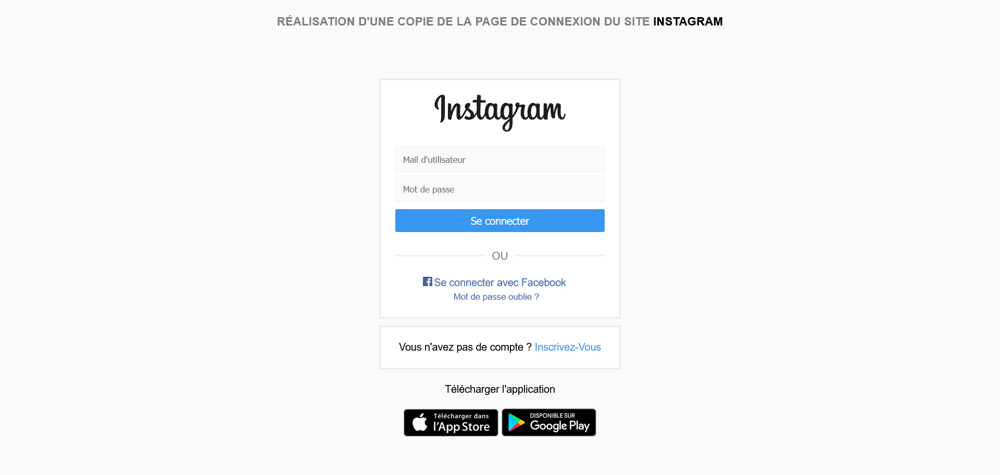 RÉALISATION D'UNE COPIE DE LA PAGE DE CONNEXION DU SITE INSTAGRAM
Instagram
Mail d'utilisateur
Mot de passe
Se connecter
OU
Se connecter avec Facebook
Mot de passe oublie ?
Vous n'avez pas de compte ? Inscrivez-Vous
Télécharger l'application
Télécharger dans
l'App Store
DISPONIBLE SUR
Google Play